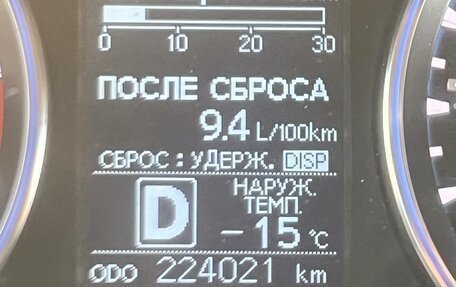 0 10 20 30
ПОСЛЕ СБРОСА
9.4 L/100km
СБРОС : УДЕРЖ. DISP
D
НАРУЖ.
ТЕМП.
-15 °C
ODO 224021 km